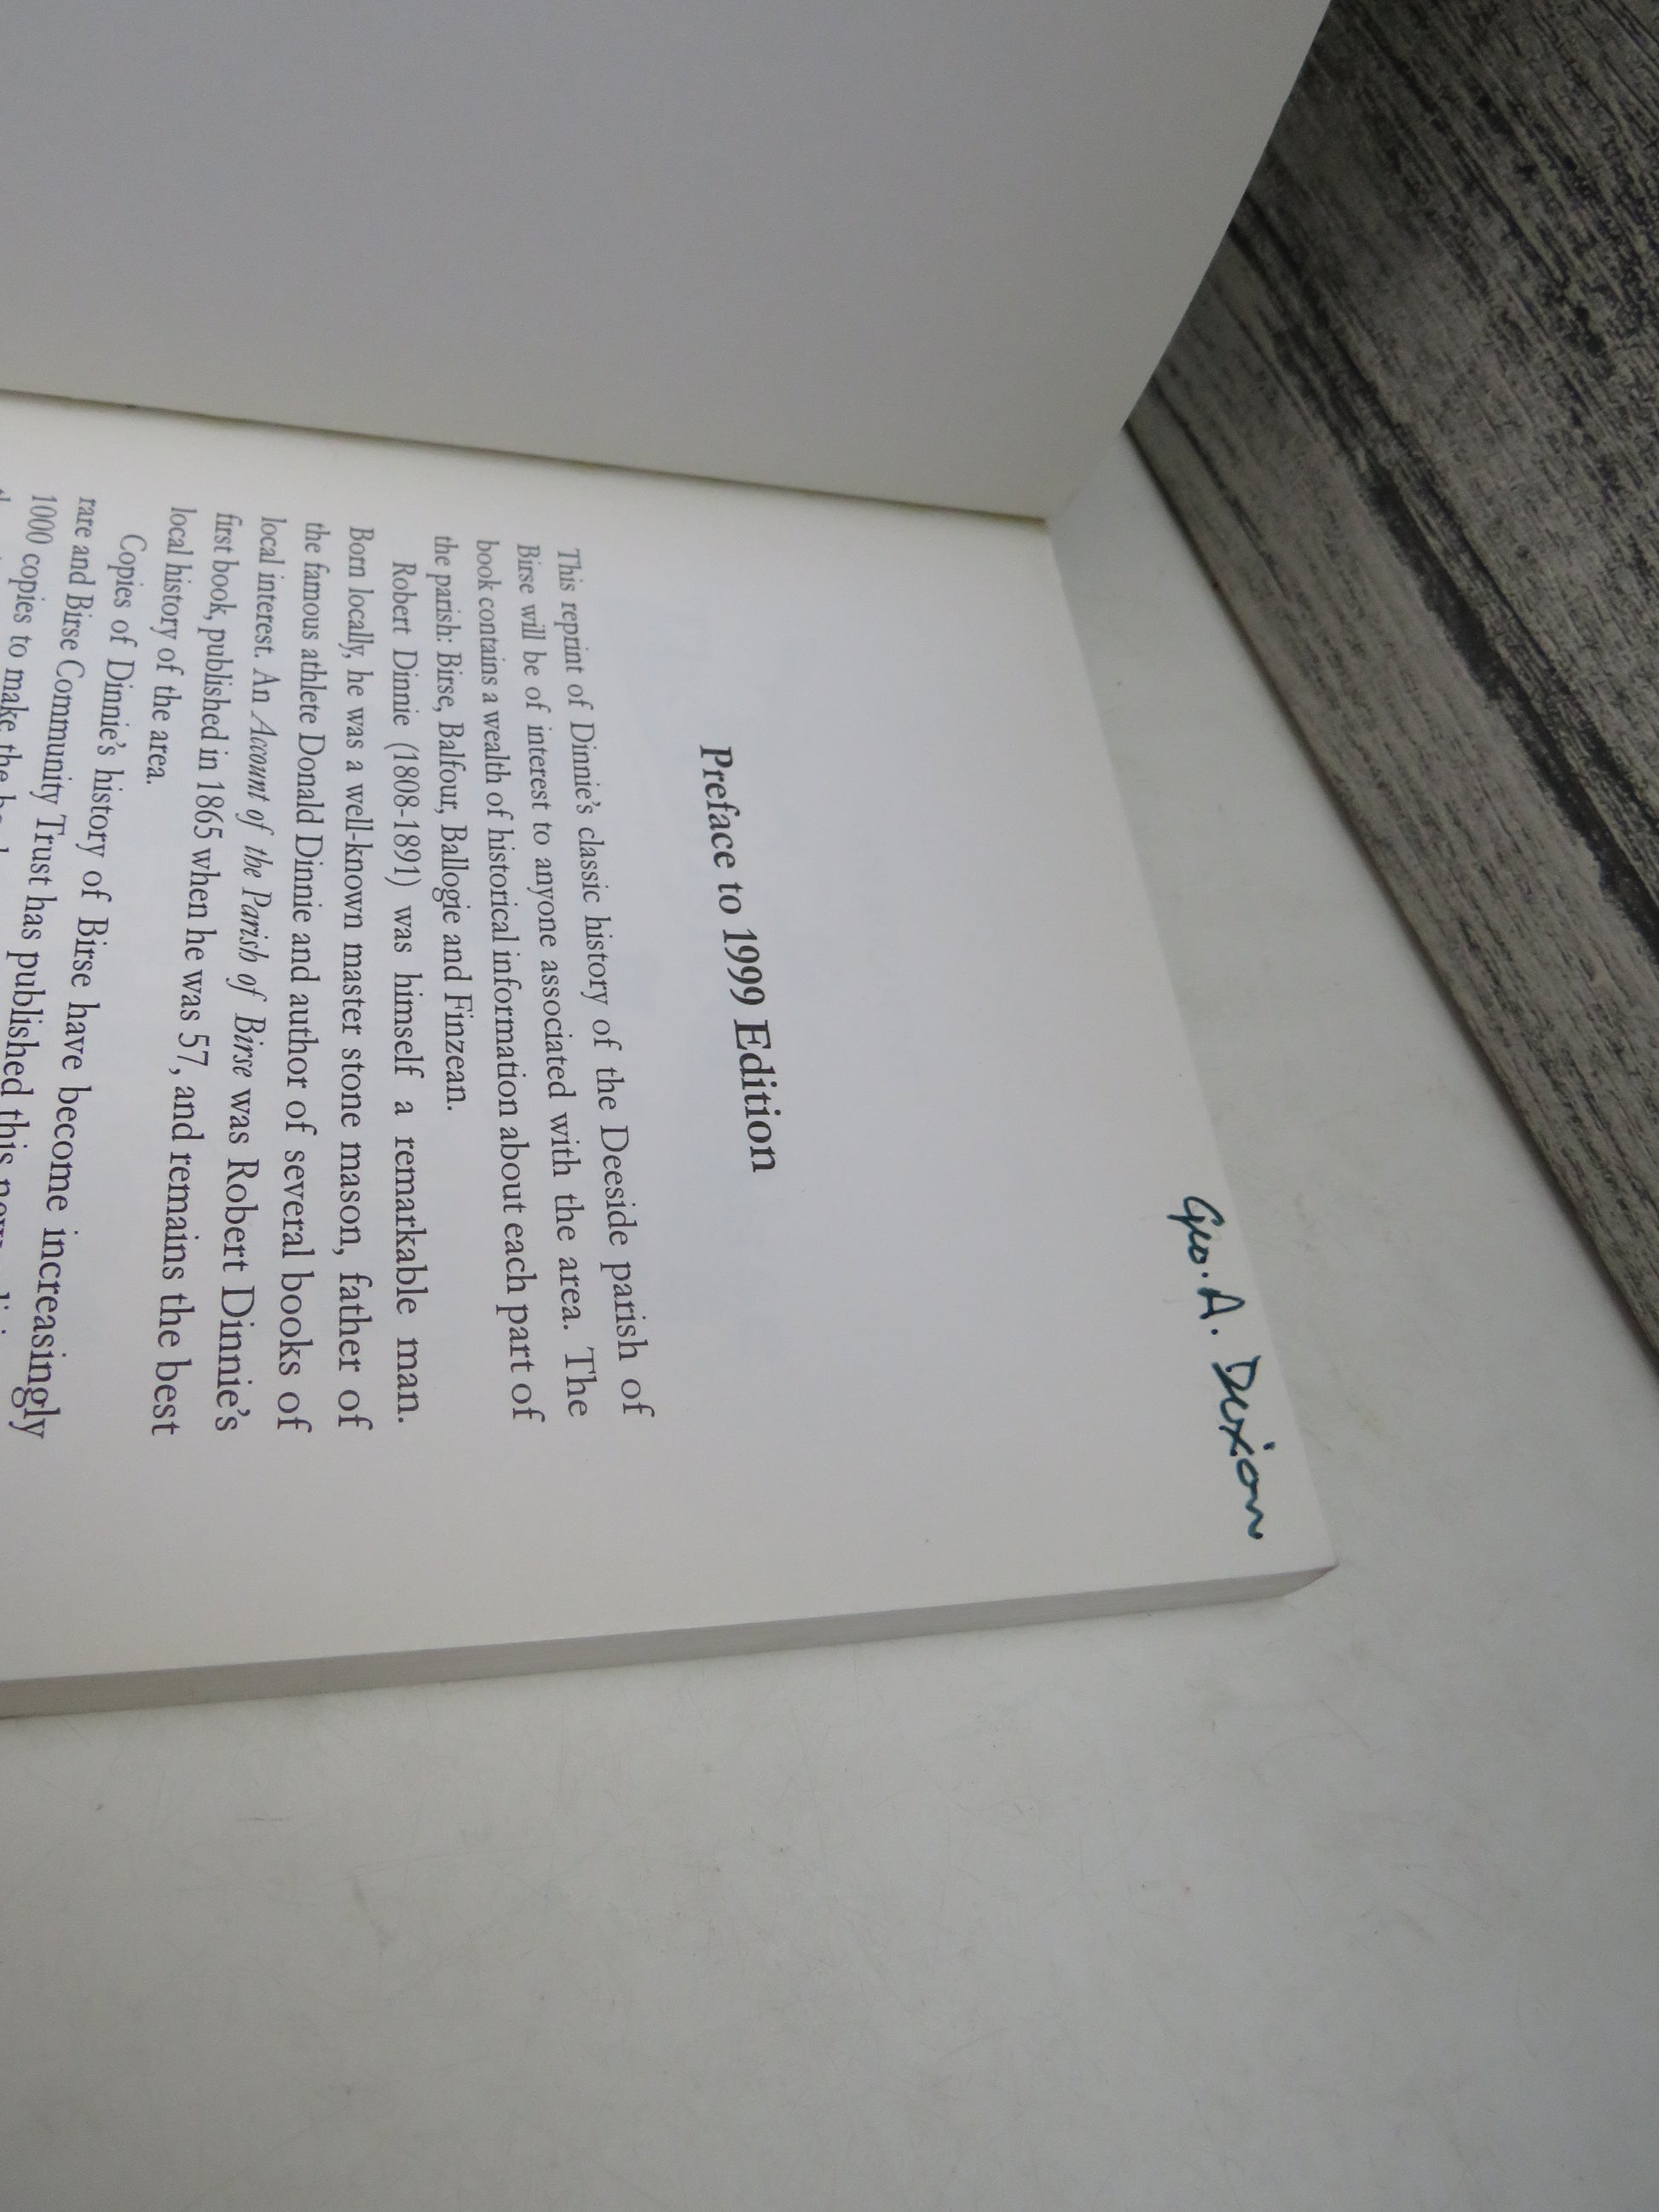 Geo. A. Dixon
Preface to 1999 Edition
This reprint of Dinnie's classic history of the Deeside parish of
Birse will be of interest to anyone associated with the area. The
book contains a wealth of historical information about each part of
the parish: Birse, Balfour, Ballogie and Finzean.
Robert Dinnie (1808-1891) was himself a remarkable man.
Born locally, he was a well-known master stone mason, father of
the famous athlete Donald Dinnie and author of several books of
local interest. An Account of the Parish of Birse was Robert Dinnie's
first book, published in 1865 when he was 57, and remains the best
local history of the area.
Copies of Dinnie's history of Birse have become increasingly
rare and Birse Community Trust has published this
1000 copies to make the